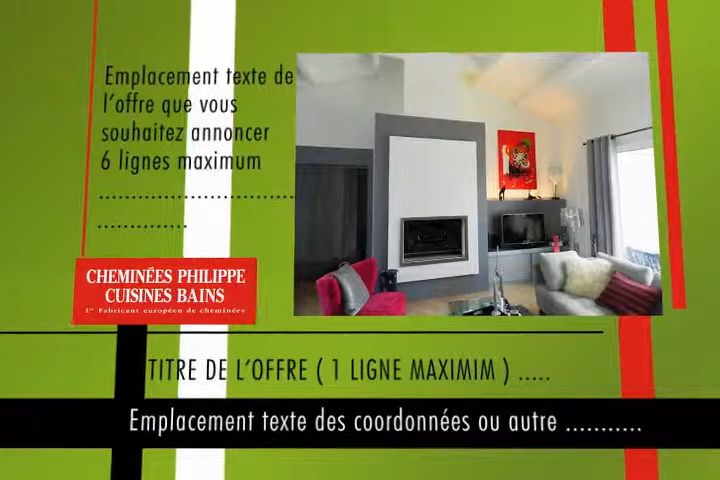 Emplacement texte de
l'offre que vous
souhaitez annoncer
6 lignes maximum
..............................
..............
CHEMINÉES PHILIPPE
CUISINES BAINS
1er Fabricant européen de cheminées
TITRE DE L'OFFRE ( 1 LIGNE MAXIMIM ) .....
Emplacement texte des coordonnées ou autre ...........